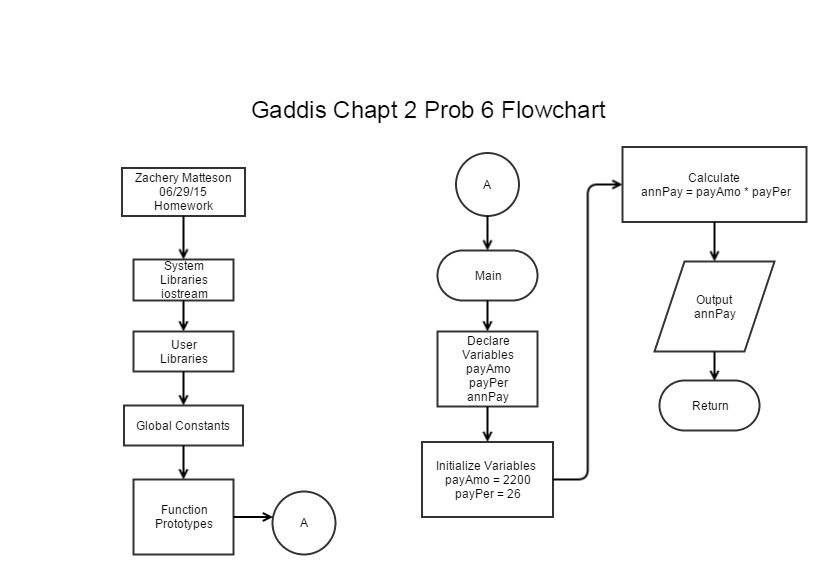 Gaddis Chapt 2 Prob 6 Flowchart
Zachery Matteson
06/29/15
Homework
System
Libraries
iostream
User
Libraries
Global Constants
Function
Prototypes
A
A
Main
Declare
Variables
payAmo
payPer
annPay
Initialize Variables
payAmo = 2200
payPer = 26
Calculate
annPay = payAmo * payPer
Output
annPay
Return